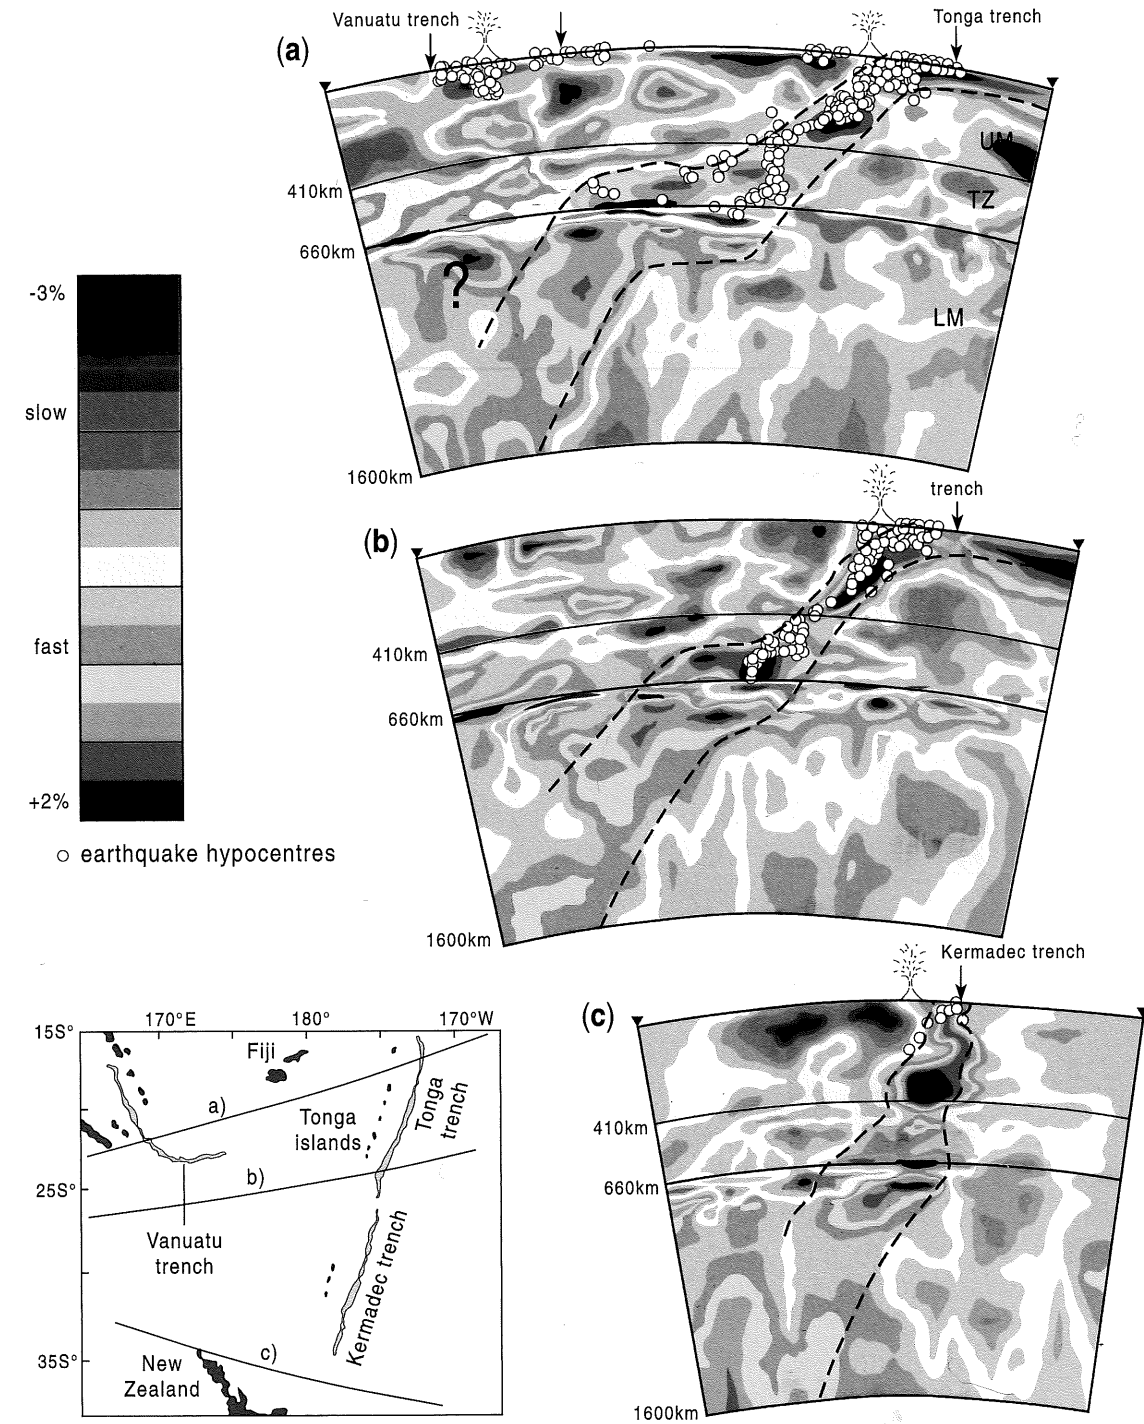 (a)
Vanuatu trench
Tonga trench
UM
410km
TZ
660km
?
LM
1600km
-3%
slow
fast
+2%
earthquake hypocentres
(b)
trench
410km
660km
1600km
(c)
Kermadec trench
410km
660km
1600km
170°E
180°
170°W
15S°
25S°
35S°
Fiji
a)
Tonga
islands
Tonga
trench
b)
Vanuatu
trench
Kermadec trench
c)
New
Zealand